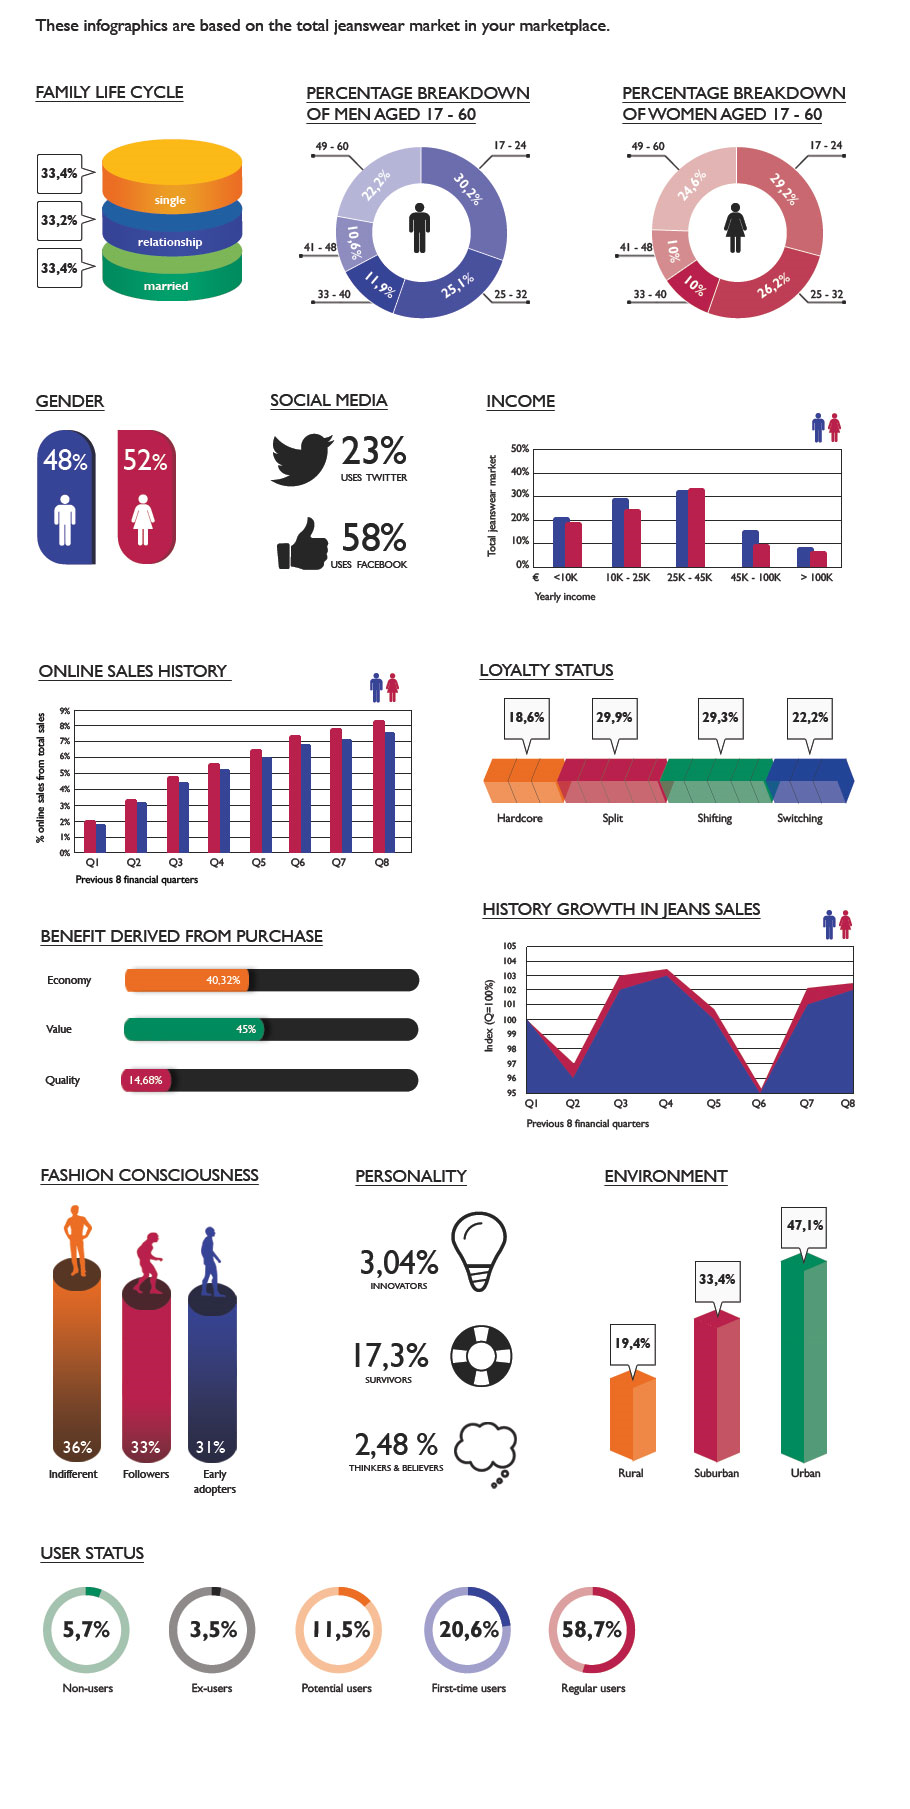 These infographics are based on the total jeanswear market in your marketplace.
FAMILY LIFE CYCLE
33,4%
single
33,2%
relationship
33,4%
married
PERCENTAGE BREAKDOWN
OF MEN AGED 17 - 60
49 - 60
17 - 24
22,2%
30,2%
41 - 48
10,6%
33 - 40
11,9%
25,1%
25 - 32
PERCENTAGE BREAKDOWN
OF WOMEN AGED 17 - 60
49 - 60
17 - 24
24,6%
29,2%
41 - 48
10%
33 - 40
10%
26,2%
25 - 32
GENDER
48%
52%
SOCIAL MEDIA
23%
USES TWITTER
58%
USES FACEBOOK
INCOME
Total jeanswear market
50%
40%
30%
20%
10%
0%
€ <10K 10K - 25K 25K - 45K 45K - 100K > 100K
Yearly income
ONLINE SALES HISTORY
% online sales from total sales
9%
8%
7%
6%
5%
4%
3%
2%
1%
0%
Q1 Q2 Q3 Q4 Q5 Q6 Q7 Q8
Previous 8 financial quarters
LOYALTY STATUS
18,6% 29,9% 29,3% 22,2%
Hardcore Split Shifting Switching
BENEFIT DERIVED FROM PURCHASE
Economy 40,32%
Value 45%
Quality 14,68%
HISTORY GROWTH IN JEANS SALES
Index (Q=100%)
105
104
103
102
101
100
99
98
97
96
95
Q1 Q2 Q3 Q4 Q5 Q6 Q7 Q8
Previous 8 financial quarters
FASHION CONSCIOUSNESS
36% 33% 31%
Indifferent Followers Early
adopters
PERSONALITY
3,04%
INNOVATORS
17,3%
SURVIVORS
2,48 %
THINKERS & BELIEVERS
ENVIRONMENT
19,4%
33,4%
47,1%
Rural Suburban Urban
USER STATUS
5,7% 3,5% 11,5% 20,6% 58,7%
Non-users Ex-users Potential users First-time users Regular users